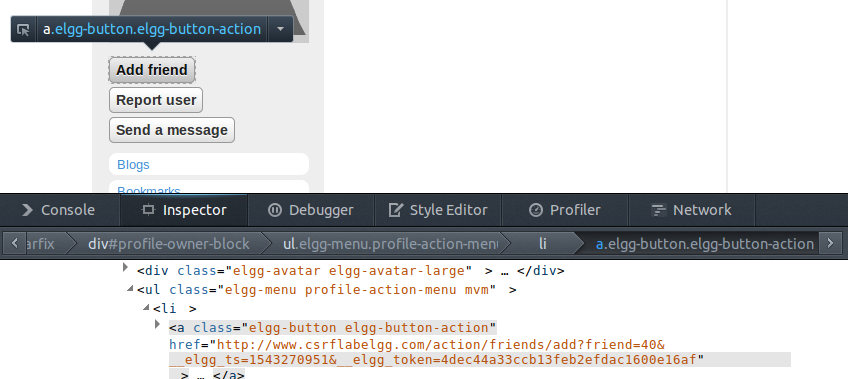 a.elgg-button.elgg-button-action
Add friend
Report user
Send a message
Blogs
Bookmarks
Console Inspector Debugger Style Editor Profiler Network
arfix div#profile-owner-block ul.elgg-menu.profile-action-menu li a.elgg-button.elgg-button-action
<div class="elgg-avatar elgg-avatar-large" > … </div>
<ul class="elgg-menu profile-action-menu mvm" >
<li >
<a class="elgg-button elgg-button-action"
href="http://www.csrflabelgg.com/action/friends/add?friend=40&
__elgg_ts=1543270951&__elgg_token=4dec44a33ccb13feb2efdac1600e16af"
> … </a>